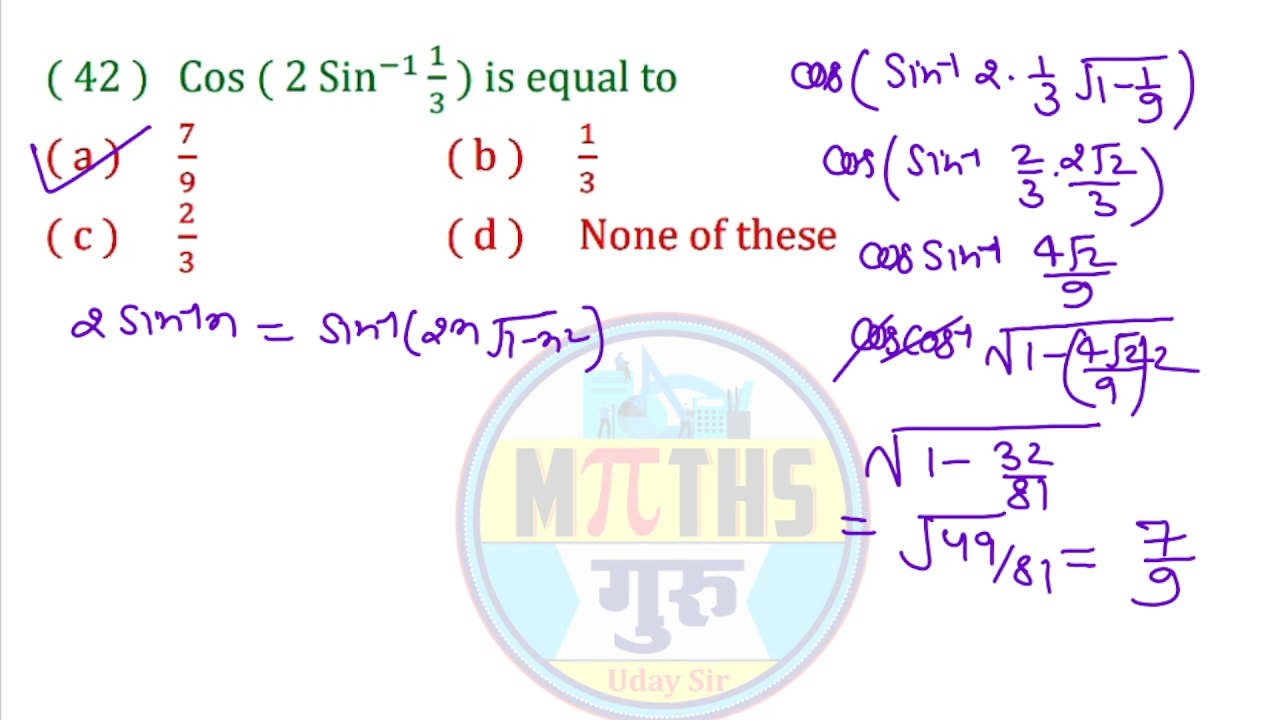 ( 42 ) Cos ( 2 Sin⁻¹ 1/3 ) is equal to
( a ) 7/9
( b ) 1/3
( c ) 2/3
( d ) None of these
2 Sin⁻¹x = Sin⁻¹(2x √1-x²)
cos(Sin⁻¹ 2 · 1/3 √1-1/9)
cos(Sin⁻¹ 2/3 · 2√2/3)
cos Sin⁻¹ 4√2/9
cos cos⁻¹ √1-(4√2/9)²
√1 - 32/81
= √49/81 = 7/9
MπTHS
गुरु
Uday Sir